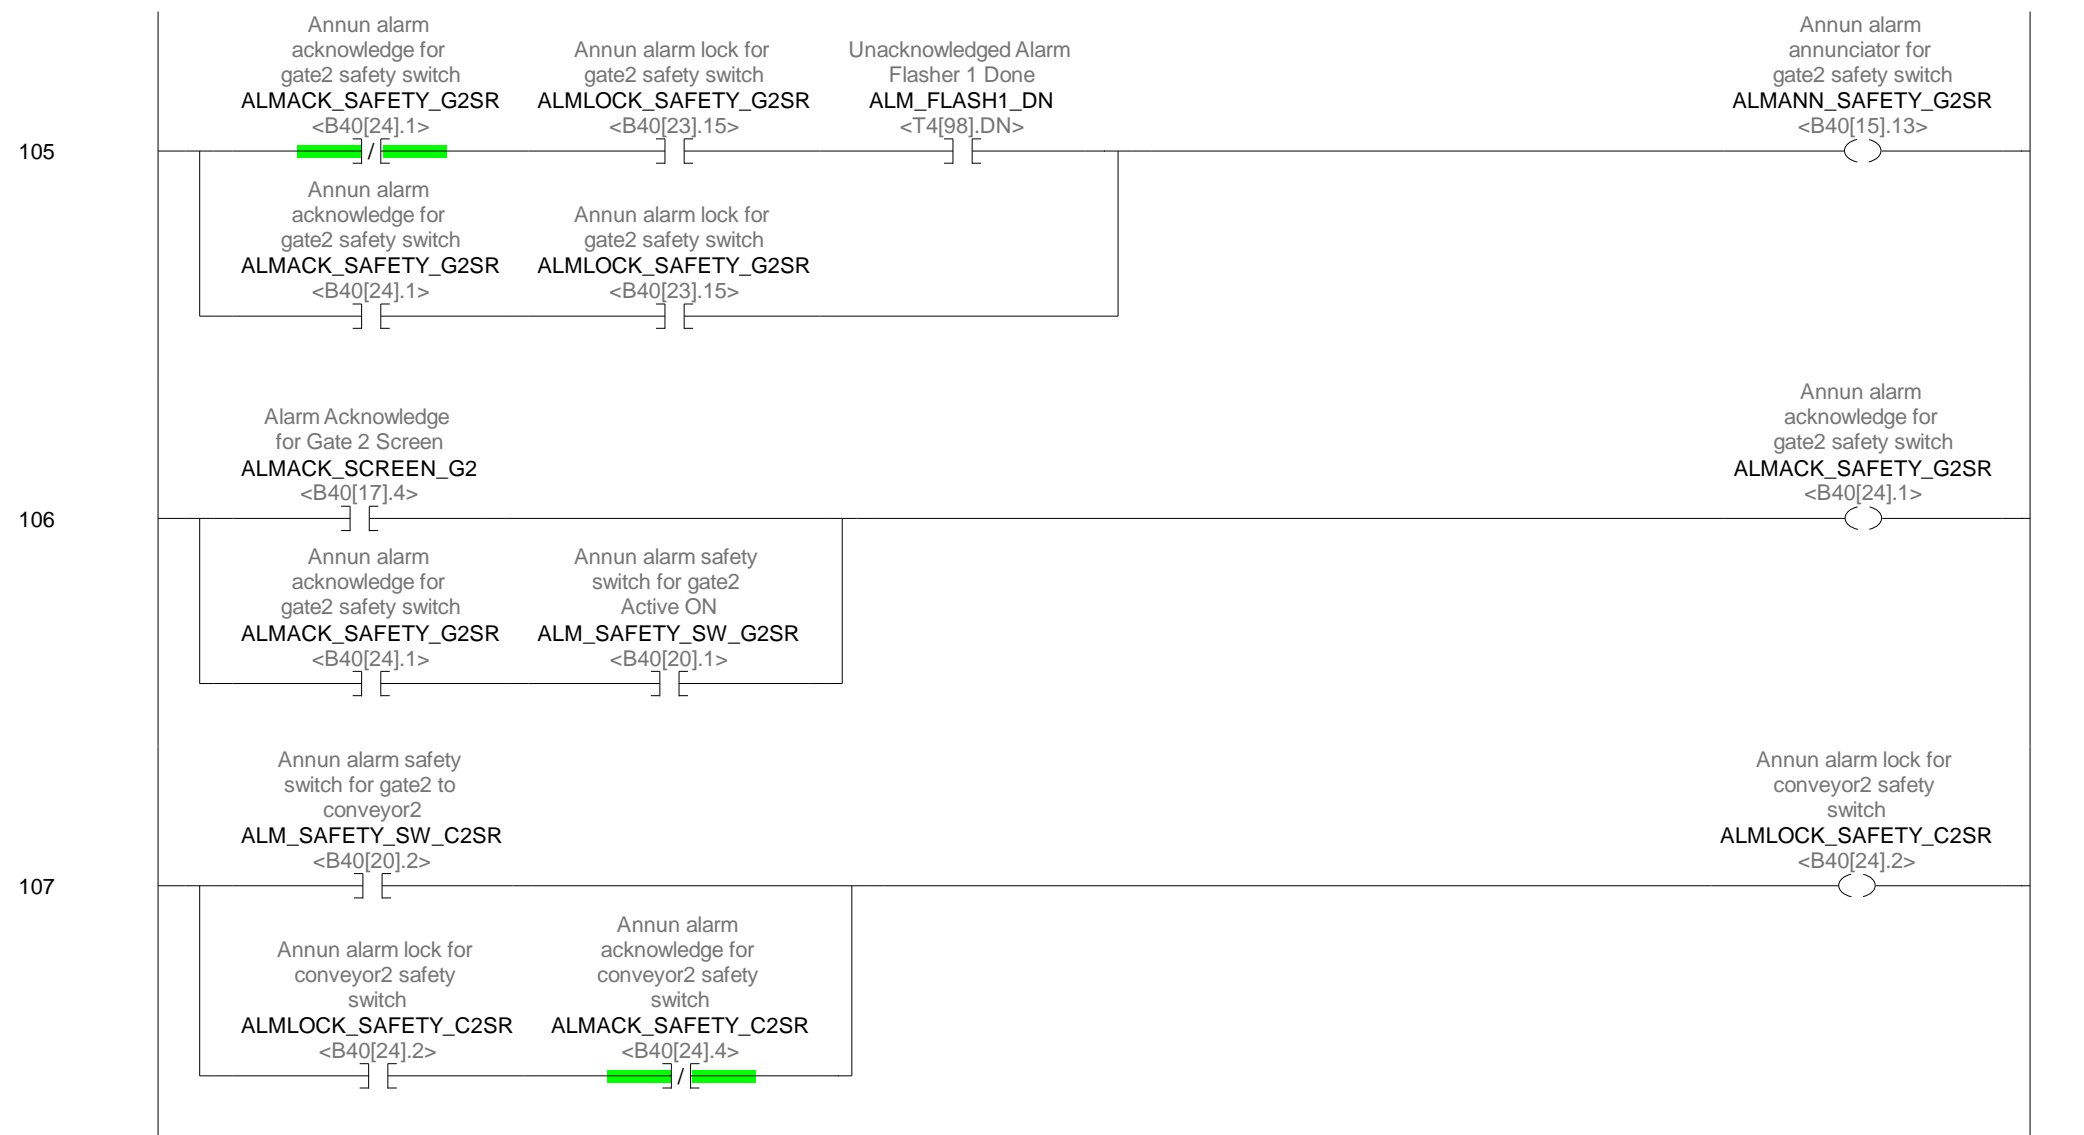 Annun alarm
acknowledge for
gate2 safety switch
ALMACK_SAFETY_G2SR
<B40[24].1>
Annun alarm lock for
gate2 safety switch
ALMLOCK_SAFETY_G2SR
<B40[23].15>
Unacknowledged Alarm
Flasher 1 Done
ALM_FLASH1_DN
<T4[98].DN>
Annun alarm
annunciator for
gate2 safety switch
ALMANN_SAFETY_G2SR
<B40[15].13>
105
/
Annun alarm
acknowledge for
gate2 safety switch
ALMACK_SAFETY_G2SR
<B40[24].1>
Annun alarm lock for
gate2 safety switch
ALMLOCK_SAFETY_G2SR
<B40[23].15>
Alarm Acknowledge
for Gate 2 Screen
ALMACK_SCREEN_G2
<B40[17].4>
Annun alarm
acknowledge for
gate2 safety switch
ALMACK_SAFETY_G2SR
<B40[24].1>
106
Annun alarm
acknowledge for
gate2 safety switch
ALMACK_SAFETY_G2SR
<B40[24].1>
Annun alarm safety
switch for gate2
Active ON
ALM_SAFETY_SW_G2SR
<B40[20].1>
Annun alarm safety
switch for gate2 to
conveyor2
ALM_SAFETY_SW_C2SR
<B40[20].2>
Annun alarm lock for
conveyor2 safety
switch
ALMLOCK_SAFETY_C2SR
<B40[24].2>
107
Annun alarm lock for
conveyor2 safety
switch
ALMLOCK_SAFETY_C2SR
<B40[24].2>
Annun alarm
acknowledge for
conveyor2 safety
switch
ALMACK_SAFETY_C2SR
<B40[24].4>
/